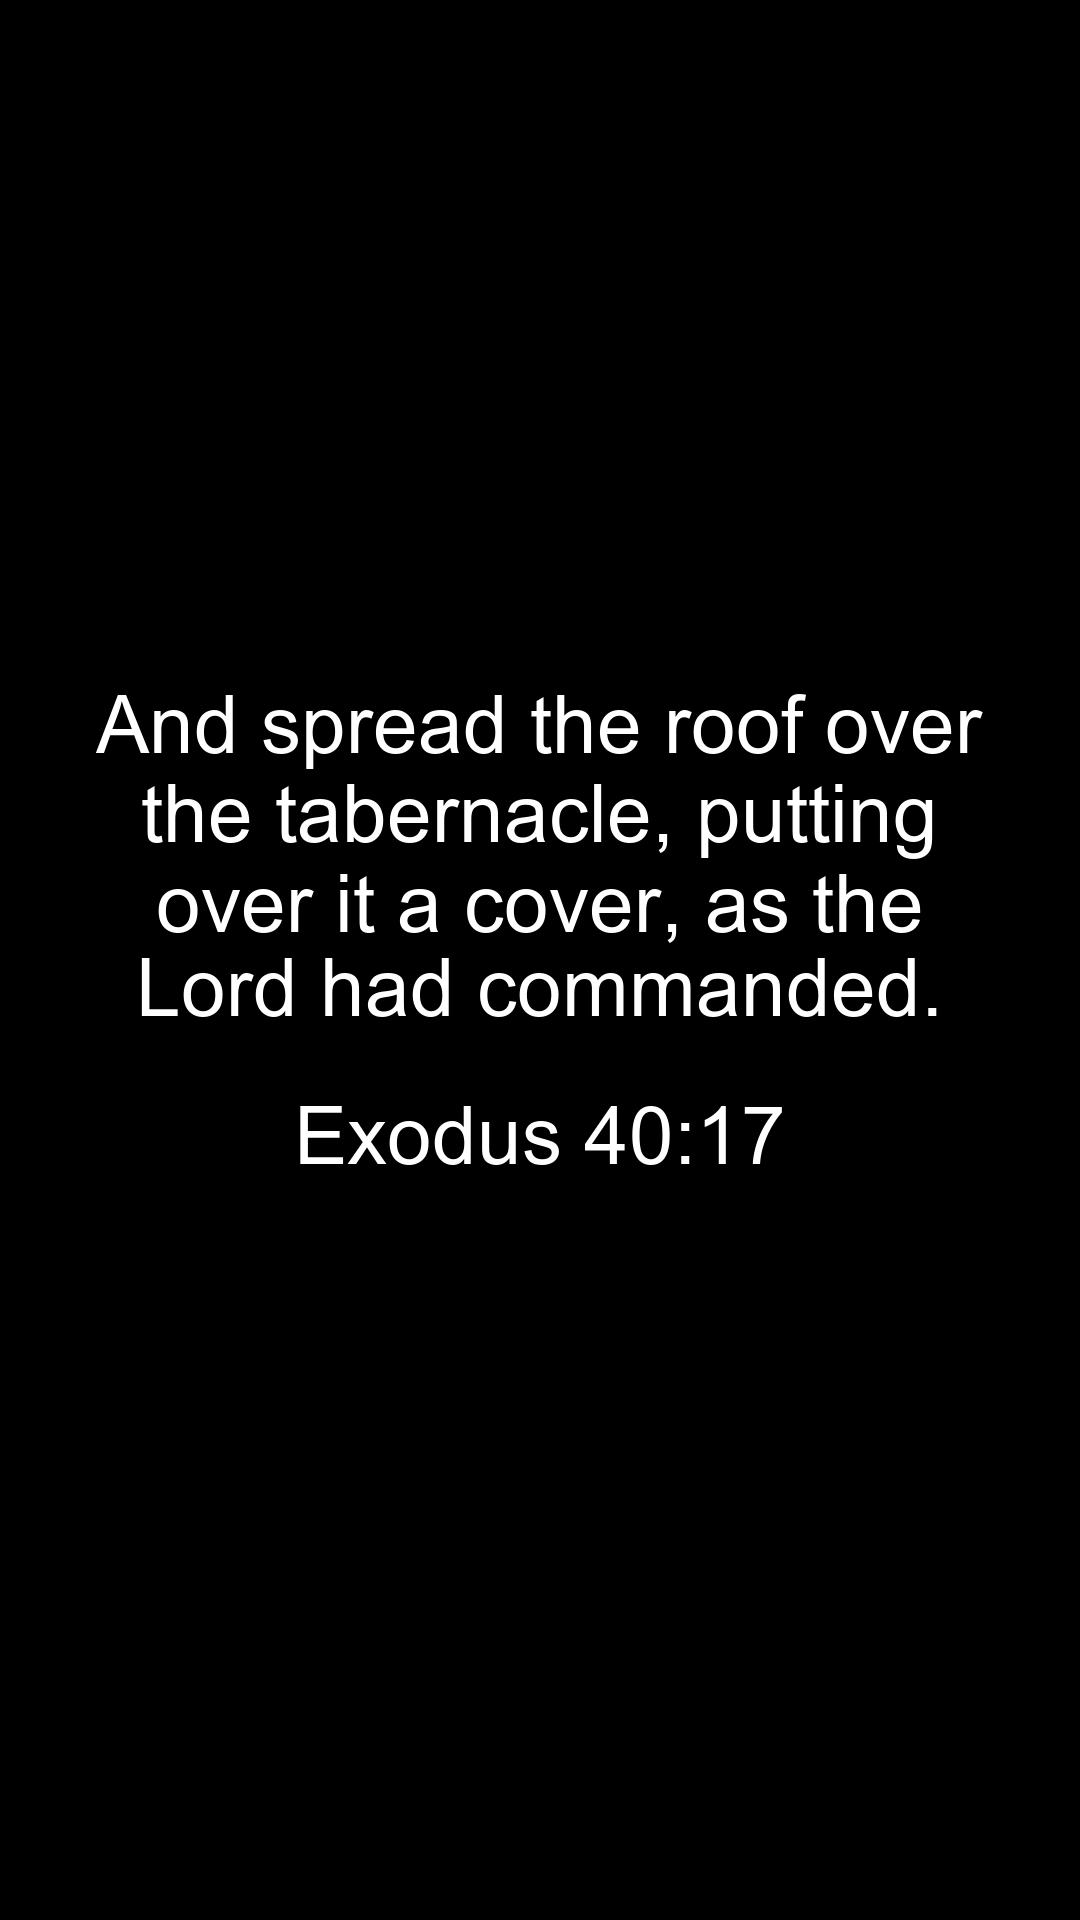 And spread the roof over
the tabernacle, putting
over it a cover, as the
Lord had commanded.
Exodus 40:17